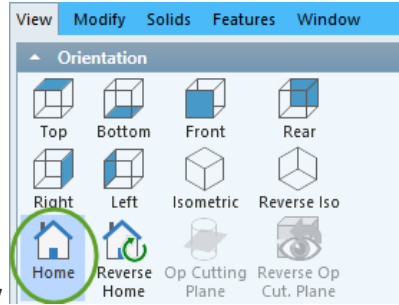 View Modify Solids Features Window
Orientation
Top Bottom Front Rear
Right Left Isometric Reverse Iso
Home Reverse Home Op Cutting Plane Reverse Op Cut. Plane